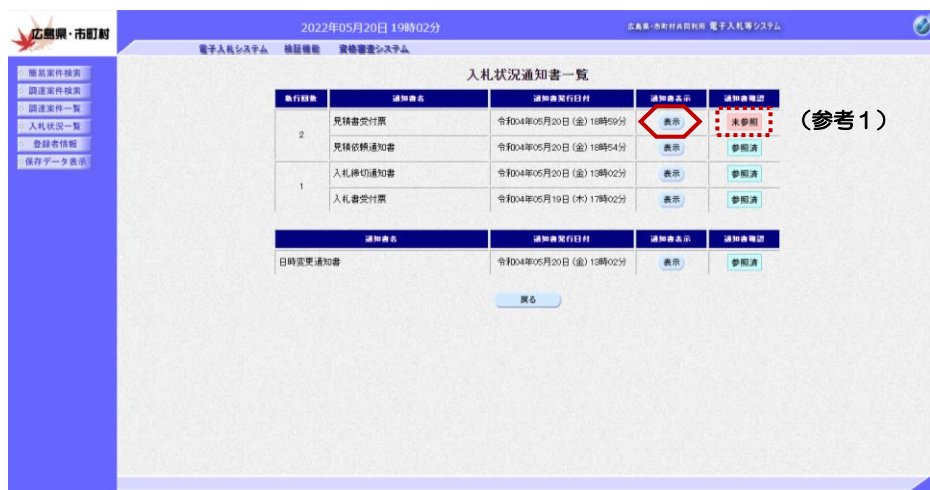 広島県・市町村
2022年05月20日 19時02分
広島県・市町村共同利用 電子入札等システム
電子入札システム 検証機能 資格審査システム
簡易案件検索
調達案件検索
調達案件一覧
入札状況一覧
登録者情報
保存データ表示
入札状況通知書一覧
執行回数 通知書名 通知書発行日付 通知書表示 通知書確認
2 見積書受付票 令和04年05月20日 (金) 18時59分 表示 未参照 (参考1)
見積依頼通知書 令和04年05月20日 (金) 18時54分 表示 参照済
1 入札締切通知書 令和04年05月20日 (金) 13時02分 表示 参照済
入札書受付票 令和04年05月19日 (木) 17時02分 表示 参照済
通知書名 通知書発行日付 通知書表示 通知書確認
日時変更通知書 令和04年05月20日 (金) 13時02分 表示 参照済
戻る